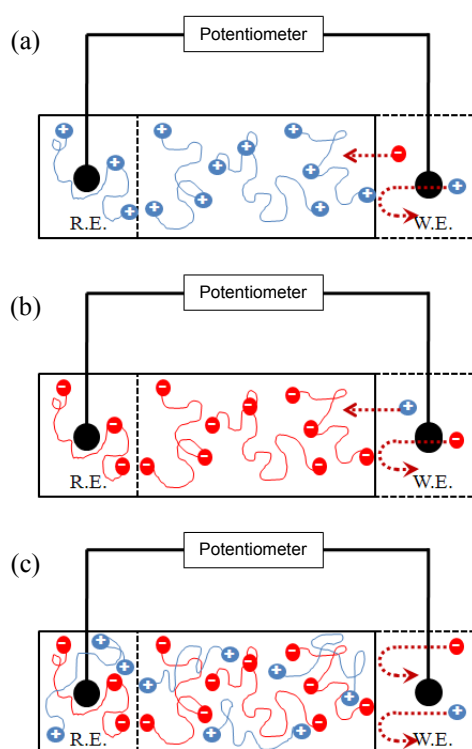 (a)
Potentiometer
R.E.
W.E.
(b)
Potentiometer
R.E.
W.E.
(c)
Potentiometer
R.E.
W.E.